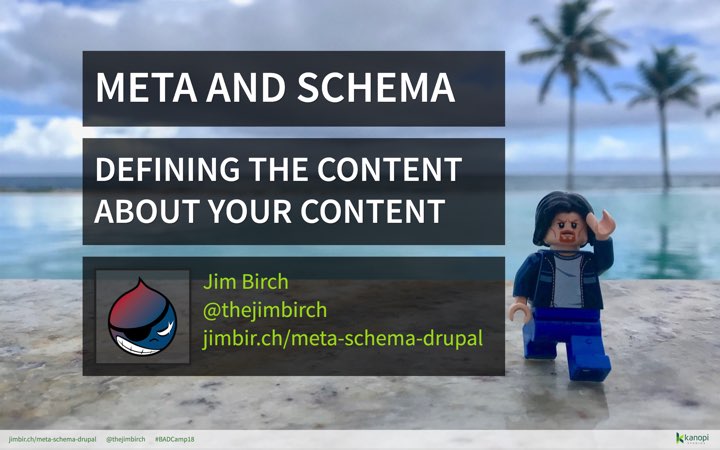 META AND SCHEMA
DEFINING THE CONTENT
ABOUT YOUR CONTENT
Jim Birch
@thejimbirch
jimbir.ch/meta-schema-drupal
jimbir.ch/meta-schema-drupal @thejimbirch #BADCamp18
kanopi